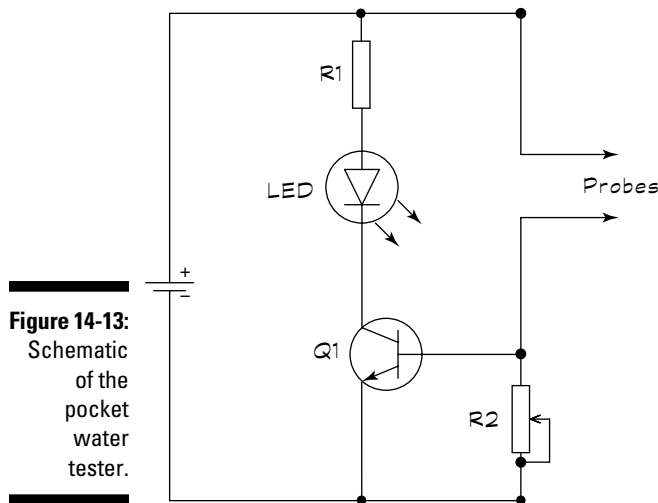 R1
LED
Probes
+
−
Q1
R2
Figure 14-13:
Schematic
of the
pocket
water
tester.